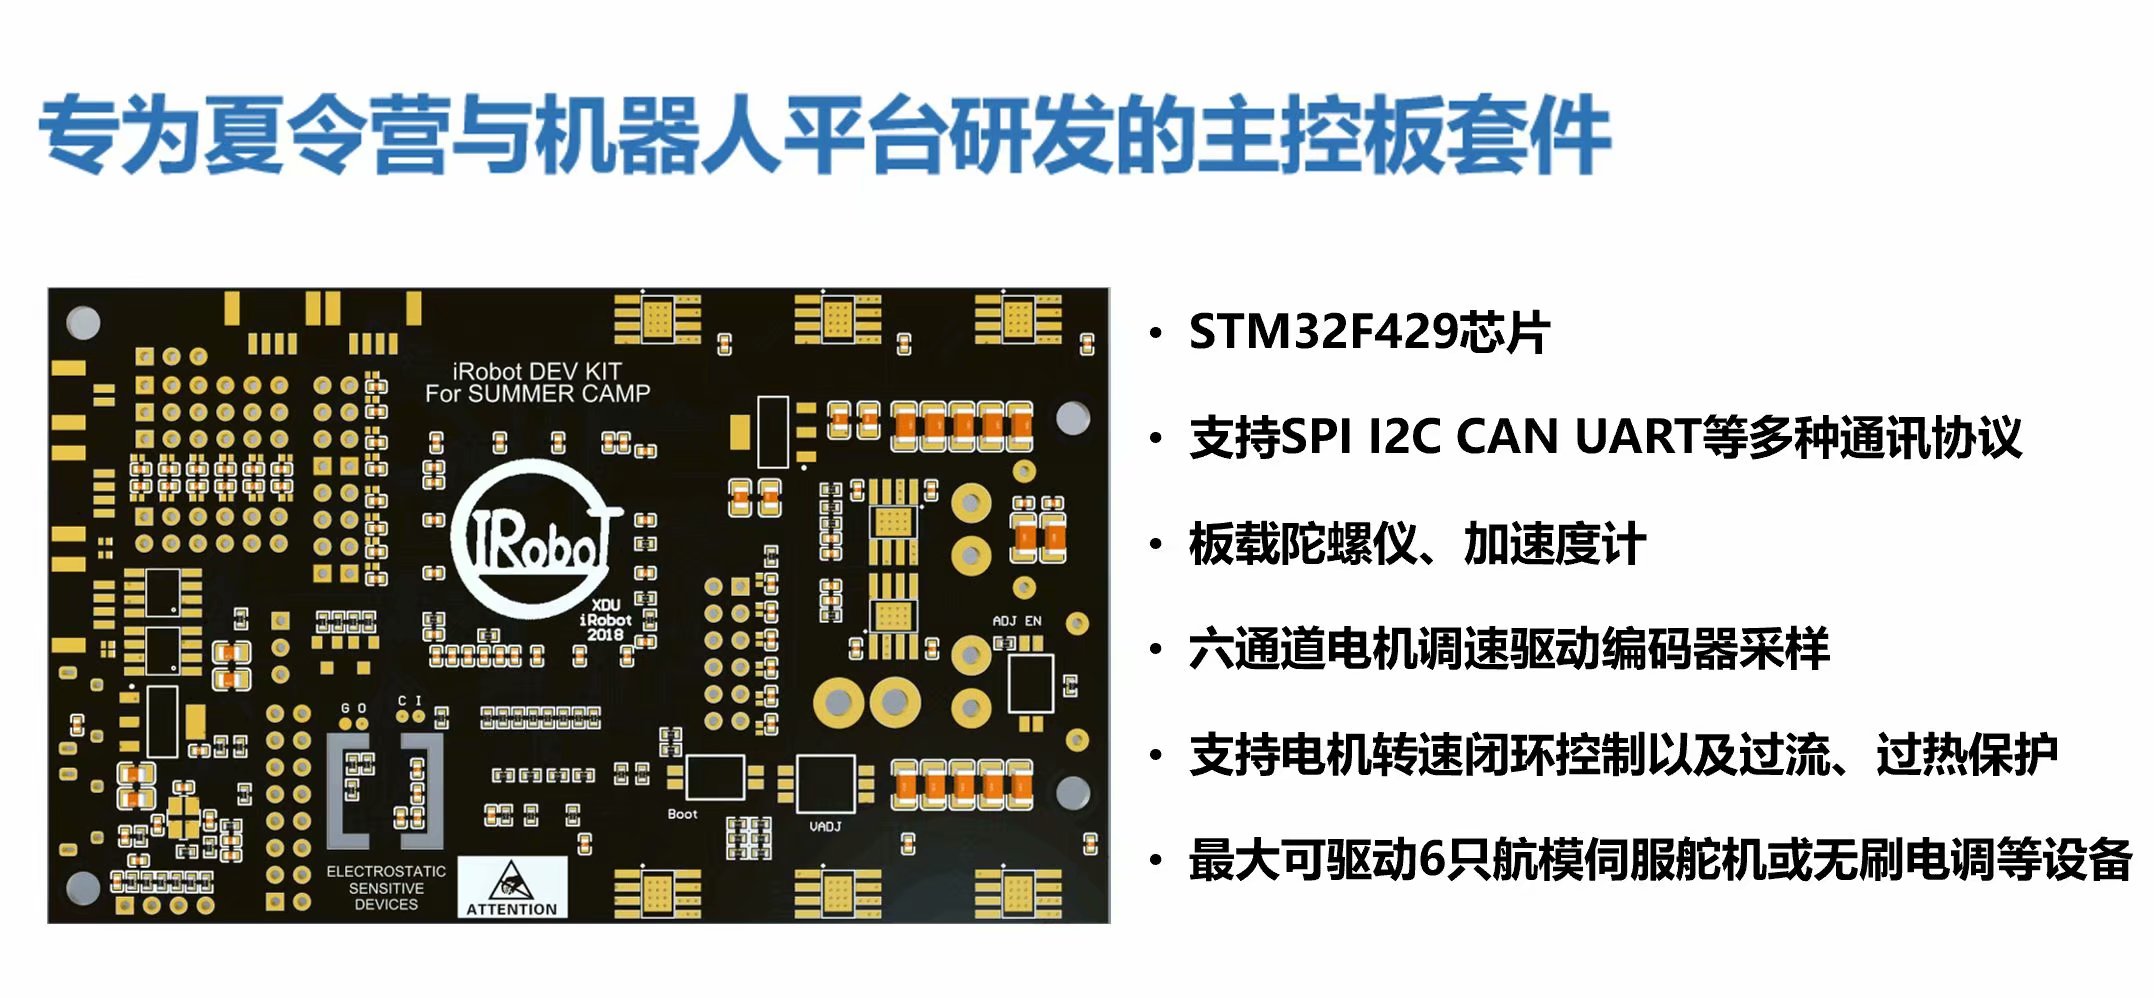 专为夏令营与机器人平台研发的主控板套件
iRobot DEV KIT
For SUMMER CAMP
IRoboT
XDU
iRobot
2018
ADJ EN
G O
C I
Boot
VADJ
ELECTROSTATIC
SENSITIVE
DEVICES
ATTENTION
• STM32F429芯片
• 支持SPI I2C CAN UART等多种通讯协议
• 板载陀螺仪、加速度计
• 六通道电机调速驱动编码器采样
• 支持电机转速闭环控制以及过流、过热保护
• 最大可驱动6只航模伺服舵机或无刷电调等设备